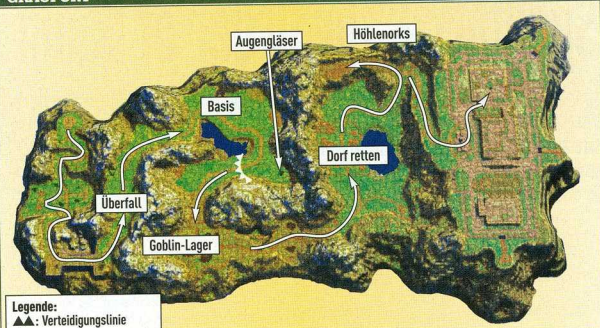 Augengläser
Höhlenorks
Basis
Dorf retten
Überfall
Goblin-Lager
Legende:
▲▲: Verteidigungslinie